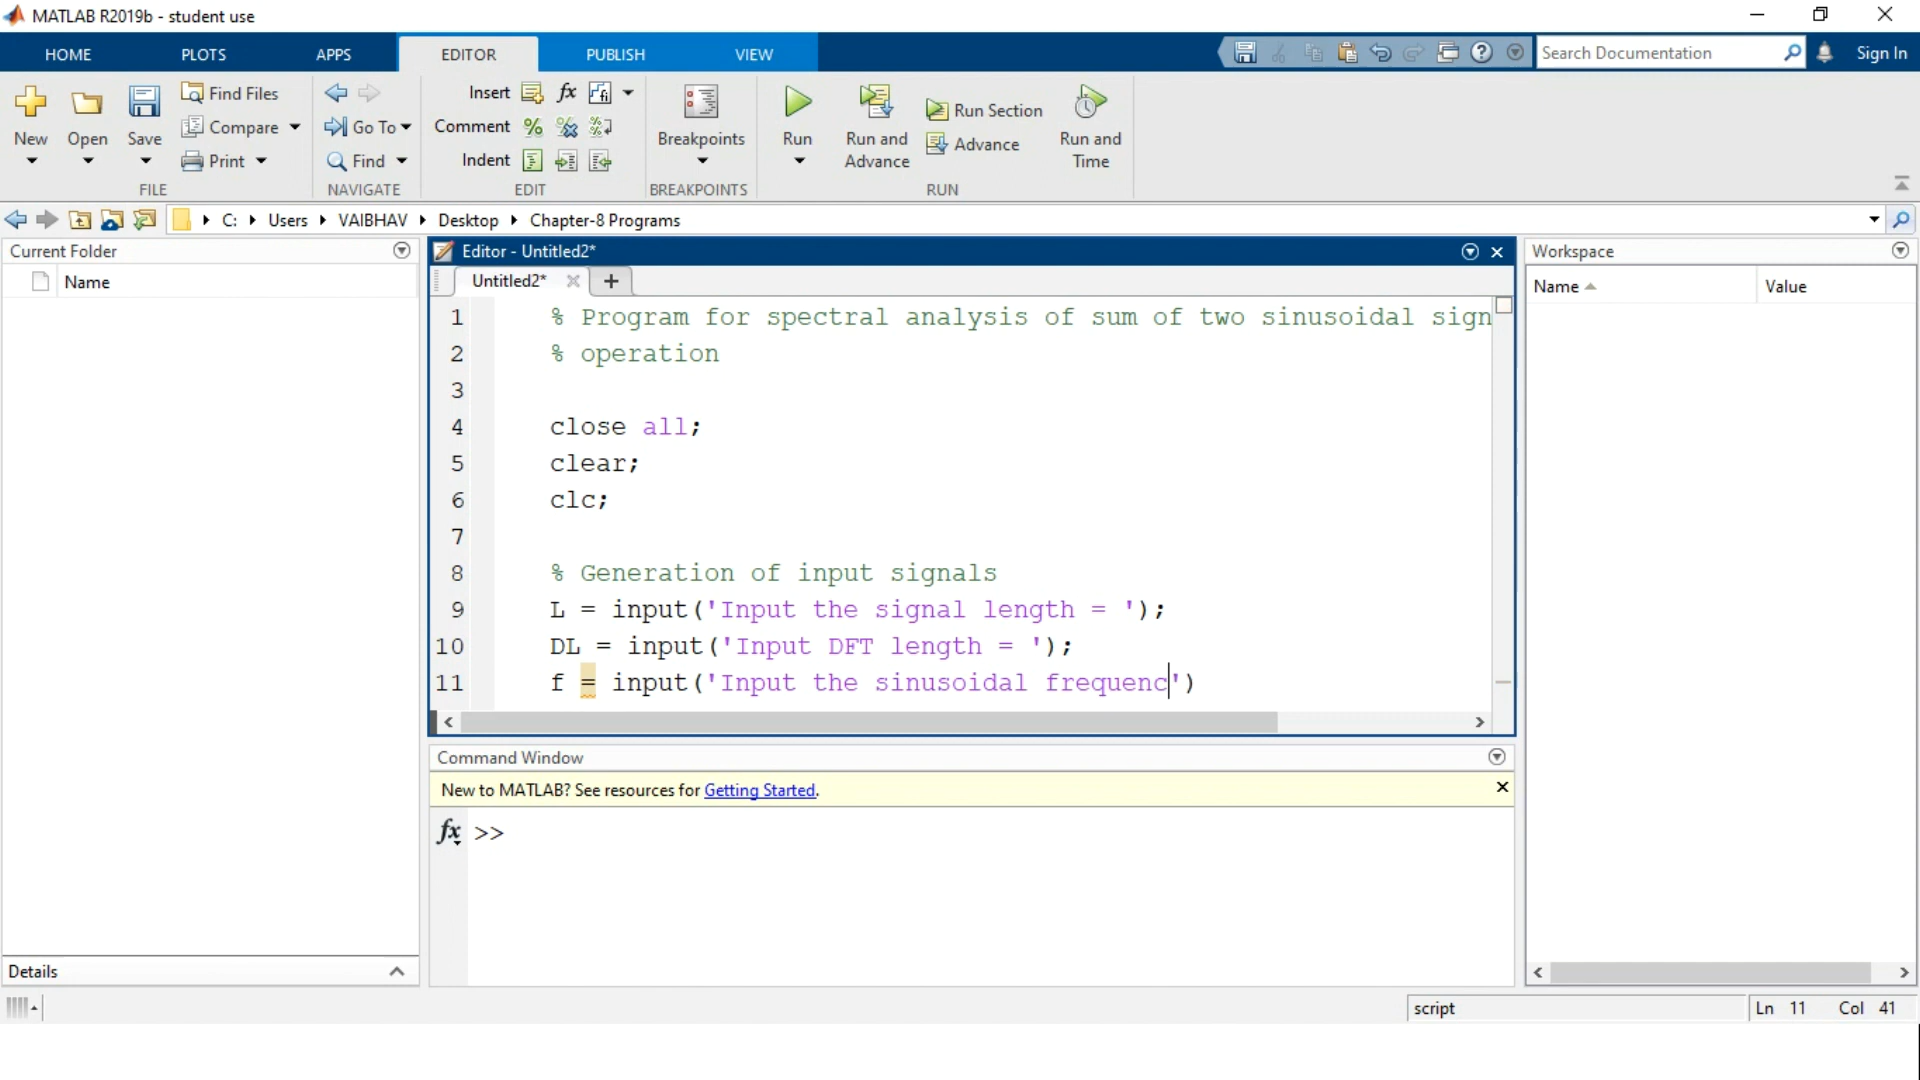 MATLAB R2019b - student use
HOME PLOTS APPS EDITOR PUBLISH VIEW Search Documentation Sign In
New Open Save Find Files Compare Print
FILE
Go To Find
NAVIGATE
Insert fx
Comment
Indent
EDIT
Breakpoints
BREAKPOINTS
Run Run and Advance Run Section Advance Run and Time
RUN
C: Users VAIBHAV Desktop Chapter-8 Programs
Current Folder
Name
Editor - Untitled2*
Untitled2* +
1 % Program for spectral analysis of sum of two sinusoidal sign
2 % operation
3
4 close all;
5 clear;
6 clc;
7
8 % Generation of input signals
9 L = input('Input the signal length = ');
10 DL = input('Input DFT length = ');
11 f = input('Input the sinusoidal frequenc')
Command Window
New to MATLAB? See resources for Getting Started.
fx >>
Workspace
Name Value
Details
script Ln 11 Col 41